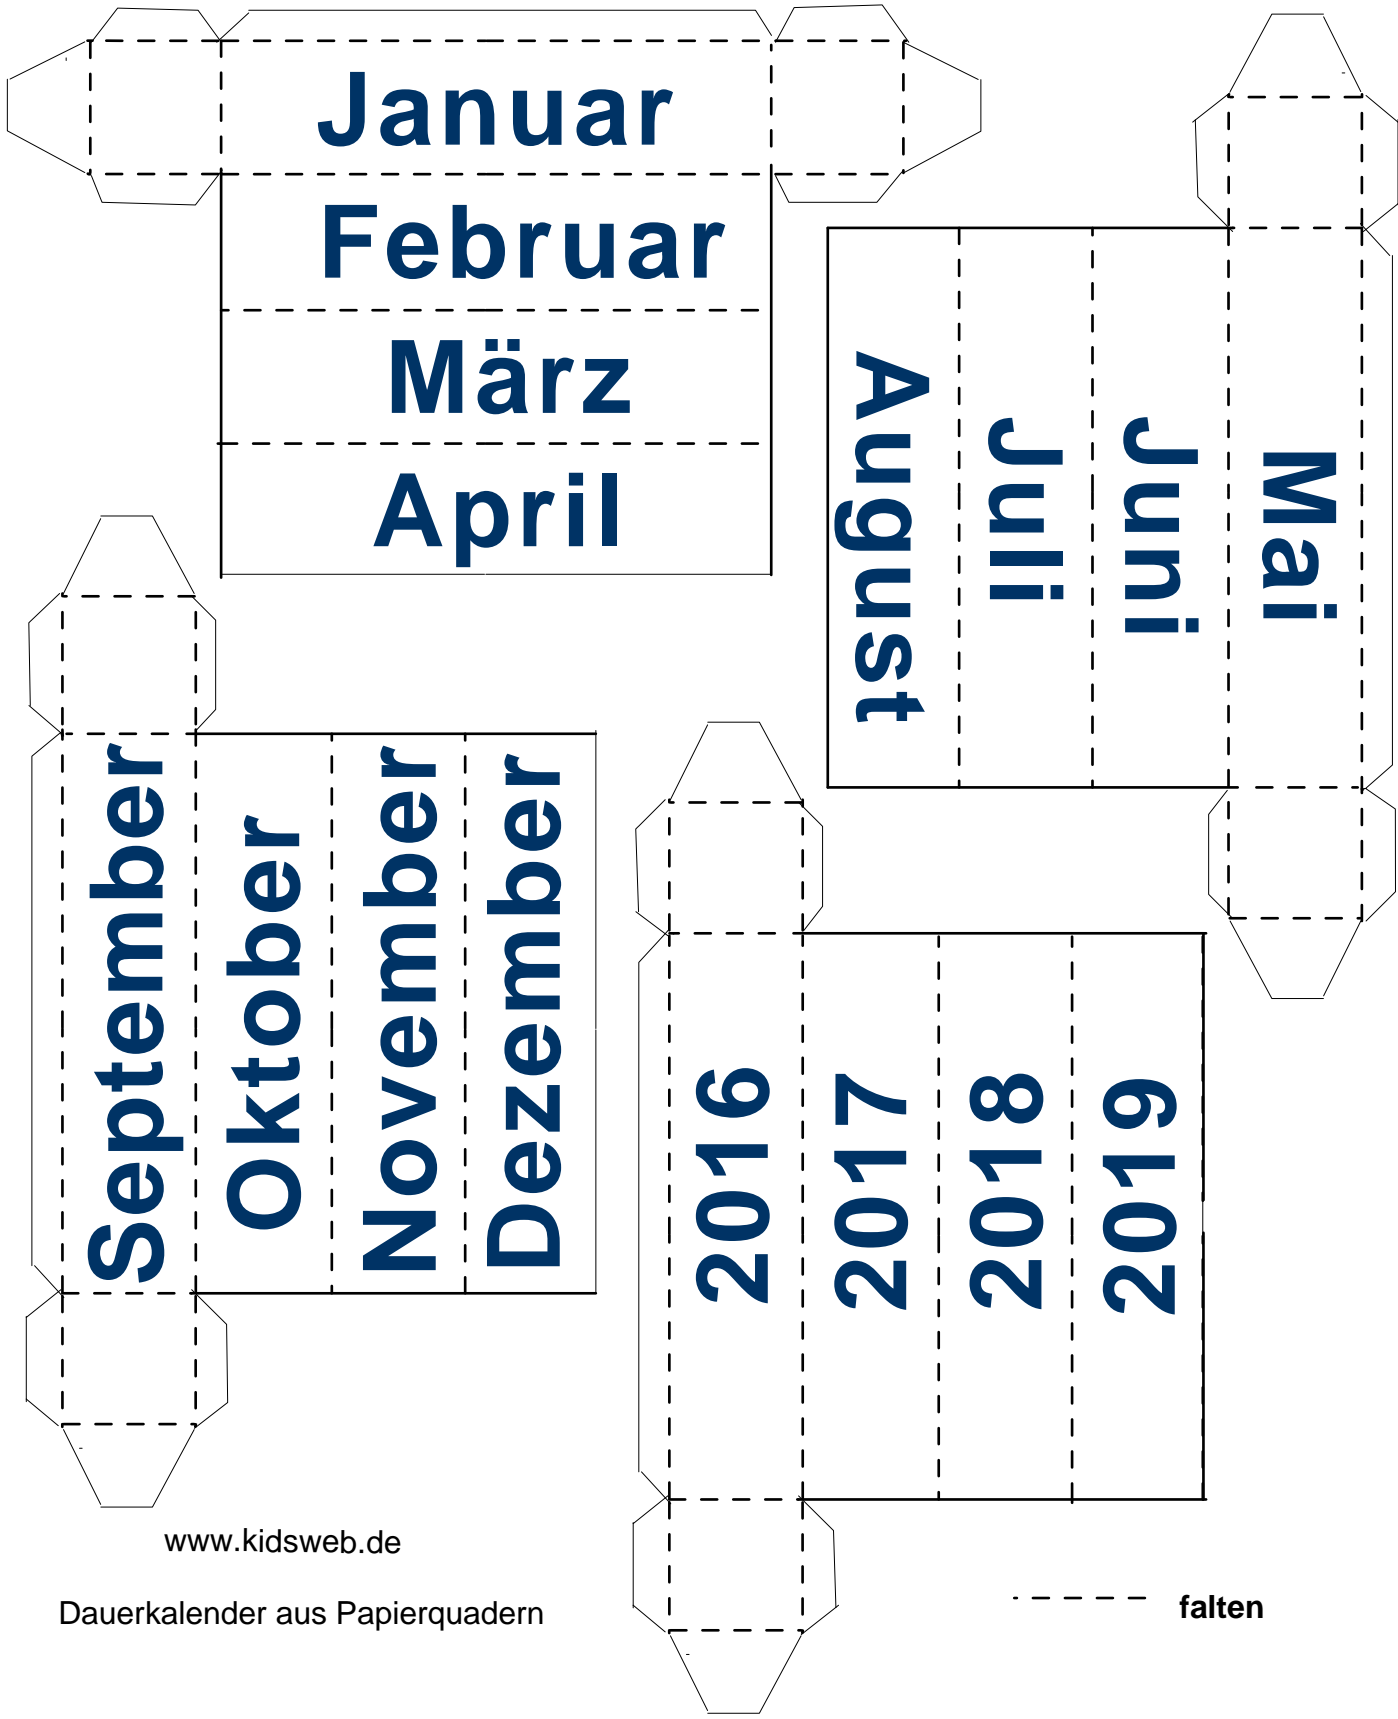 Januar
Februar
März
April
Mai
Juni
Juli
August
September
Oktober
November
Dezember
2016
2017
2018
2019
www.kidsweb.de
Dauerkalender aus Papierquadern
falten